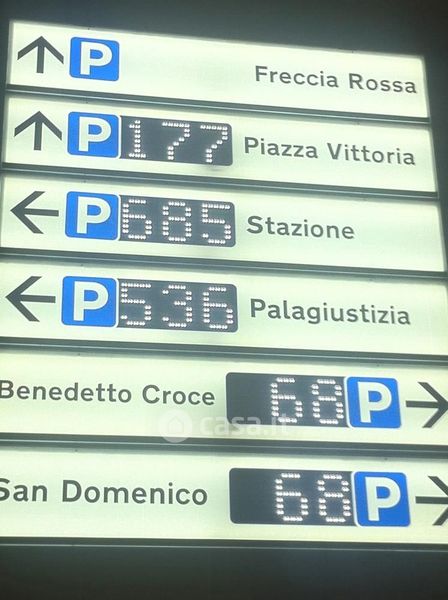 P Freccia Rossa
P 177 Piazza Vittoria
P 685 Stazione
P 536 Palagiustizia
Benedetto Croce 68 P
casa.it
San Domenico 68 P